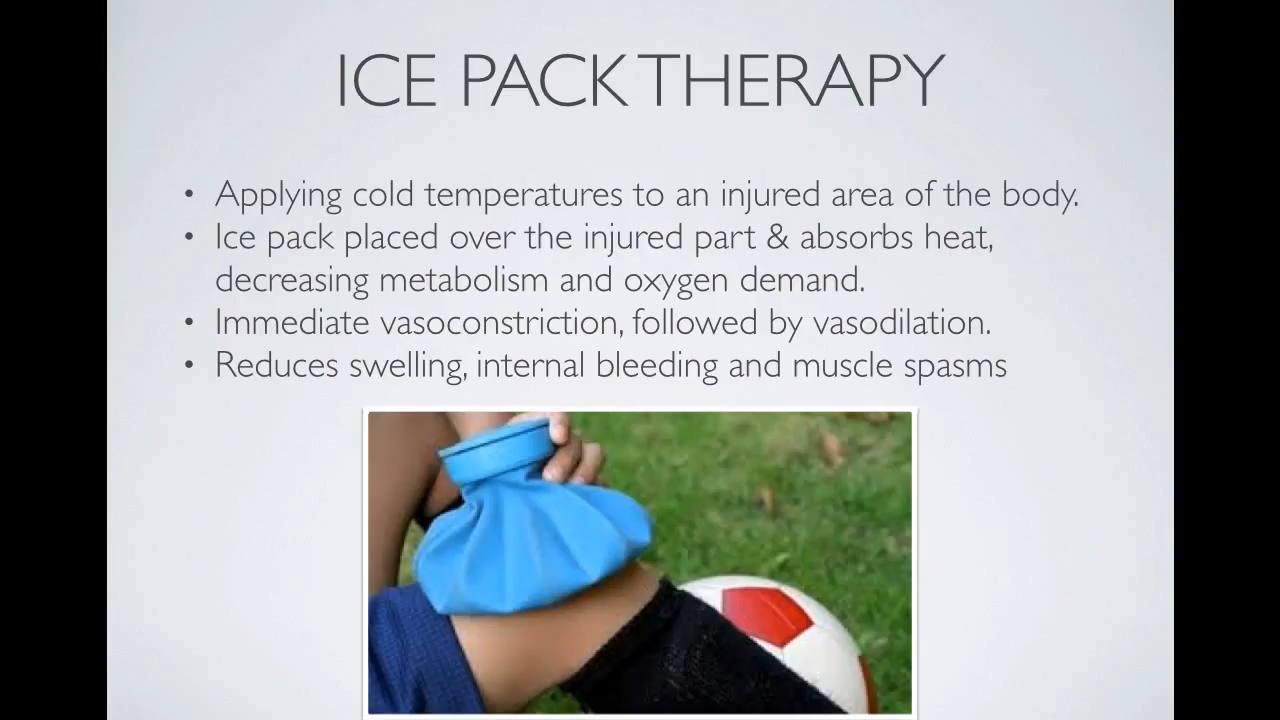 ICE PACK THERAPY
• Applying cold temperatures to an injured area of the body.
• Ice pack placed over the injured part & absorbs heat,
decreasing metabolism and oxygen demand.
• Immediate vasoconstriction, followed by vasodilation.
• Reduces swelling, internal bleeding and muscle spasms